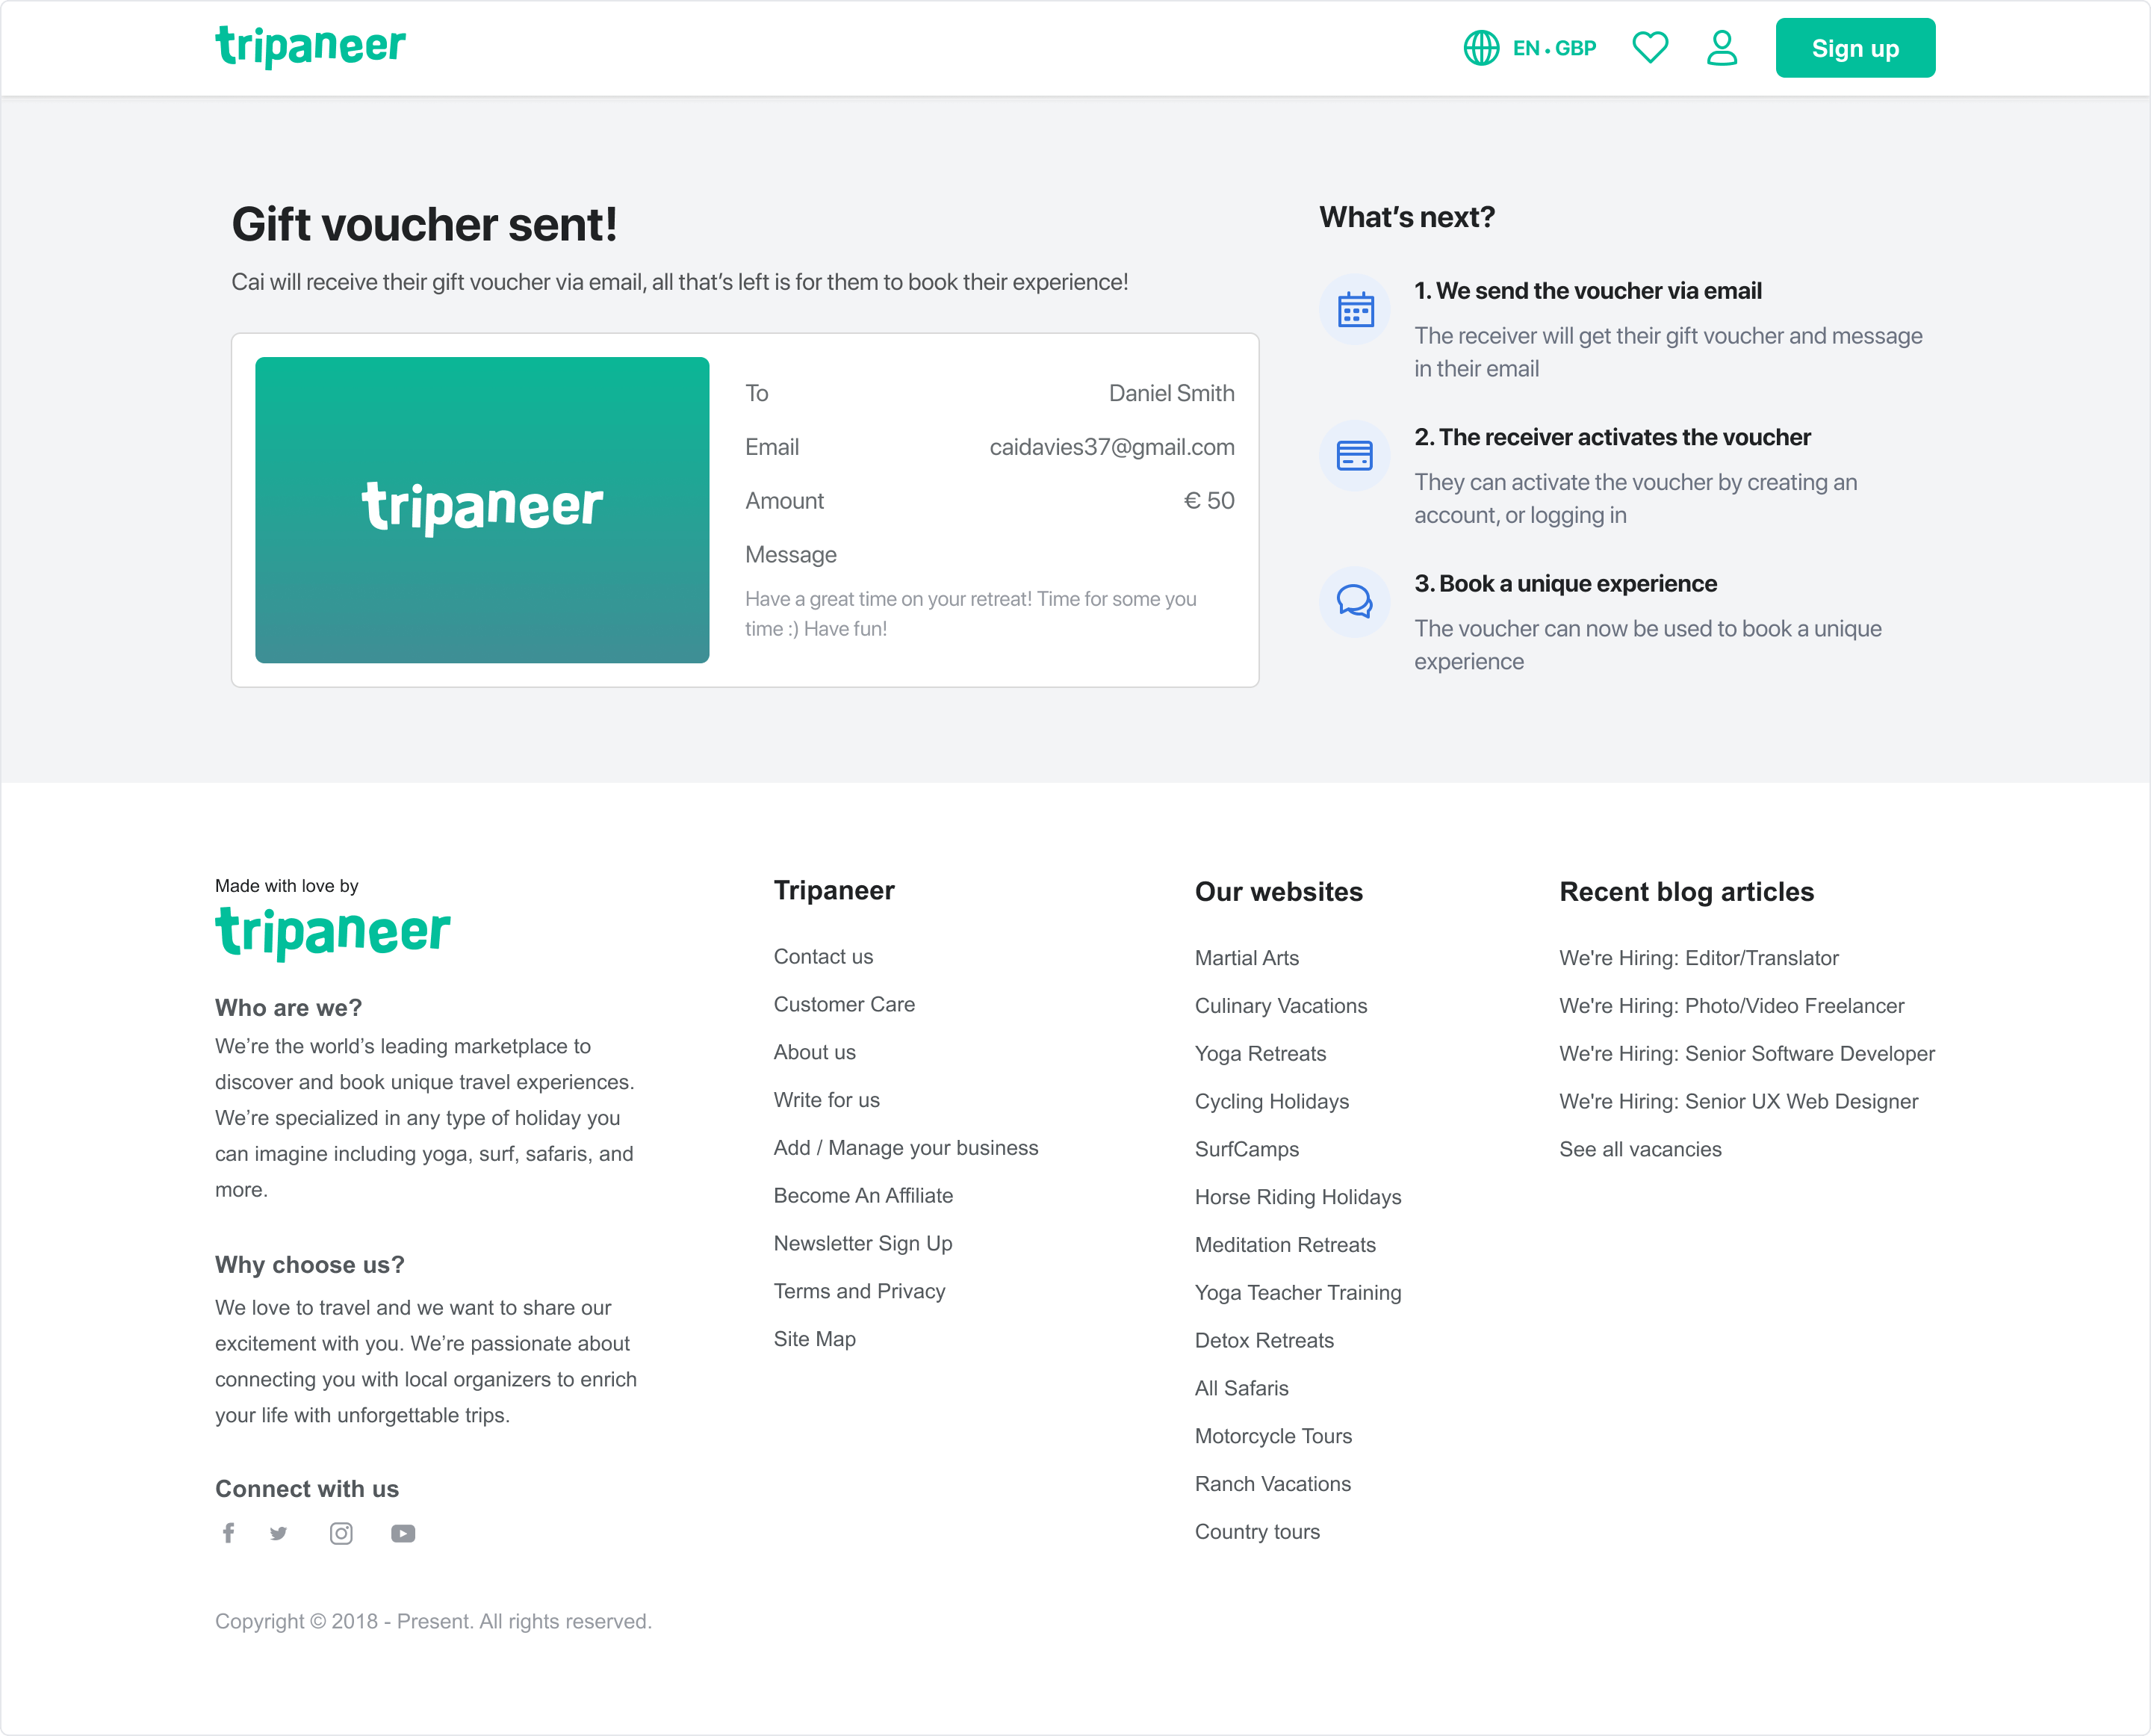 tripaneer
EN • GBP
Sign up
Gift voucher sent!
Cai will receive their gift voucher via email, all that’s left is for them to book their experience!
tripaneer
To
Daniel Smith
Email
caidavies37@gmail.com
Amount
€ 50
Message
Have a great time on your retreat! Time for some you
time :) Have fun!
What’s next?
1. We send the voucher via email
The receiver will get their gift voucher and message
in their email
2. The receiver activates the voucher
They can activate the voucher by creating an
account, or logging in
3. Book a unique experience
The voucher can now be used to book a unique
experience
Made with love by
tripaneer
Who are we?
We’re the world’s leading marketplace to
discover and book unique travel experiences.
We’re specialized in any type of holiday you
can imagine including yoga, surf, safaris, and
more.
Why choose us?
We love to travel and we want to share our
excitement with you. We’re passionate about
connecting you with local organizers to enrich
your life with unforgettable trips.
Connect with us
Tripaneer
Contact us
Customer Care
About us
Write for us
Add / Manage your business
Become An Affiliate
Newsletter Sign Up
Terms and Privacy
Site Map
Our websites
Martial Arts
Culinary Vacations
Yoga Retreats
Cycling Holidays
SurfCamps
Horse Riding Holidays
Meditation Retreats
Yoga Teacher Training
Detox Retreats
All Safaris
Motorcycle Tours
Ranch Vacations
Country tours
Recent blog articles
We're Hiring: Editor/Translator
We're Hiring: Photo/Video Freelancer
We're Hiring: Senior Software Developer
We're Hiring: Senior UX Web Designer
See all vacancies
Copyright © 2018 - Present. All rights reserved.